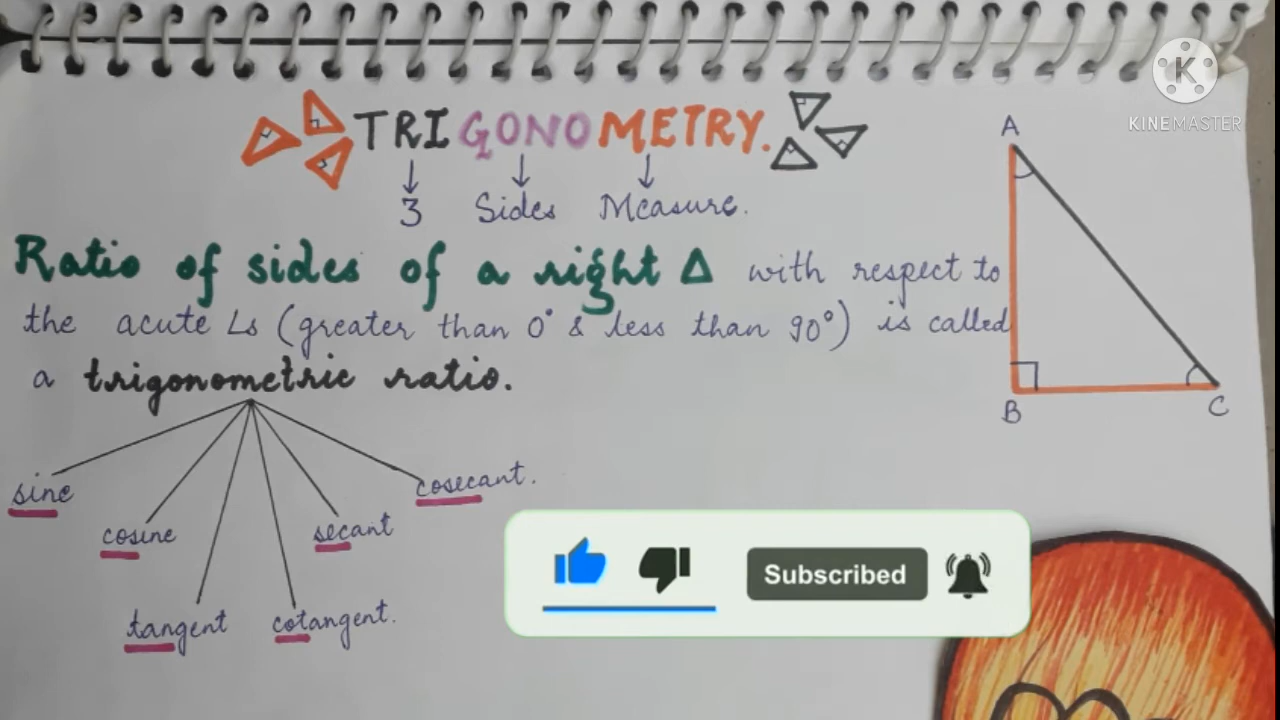 TRIGONOMETRY.
3 Sides Measure.
Ratio of sides of a right Δ with respect to
the acute ∠s (greater than 0° & less than 90°) is called
a trigonometric ratio.
sine
cosine
tangent
cotangent.
secant
cosecant.
A
B
C
K
KINEMASTER
Subscribed